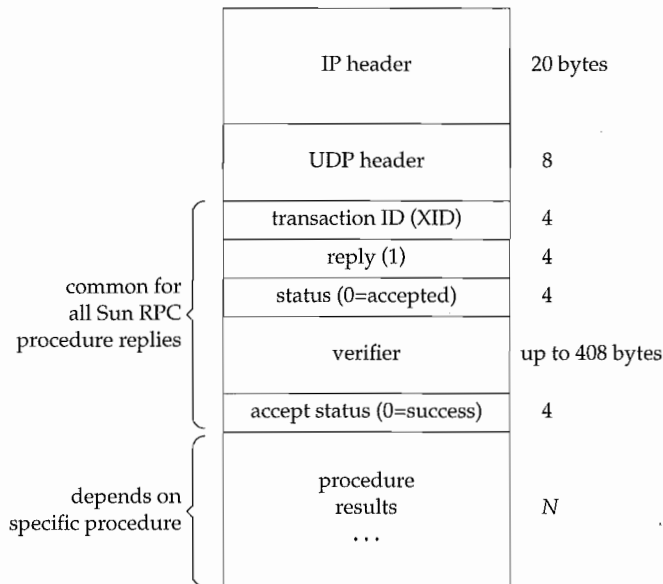 IP header
20 bytes
UDP header
8
transaction ID (XID)
4
reply (1)
4
common for
all Sun RPC
procedure replies
status (0=accepted)
4
verifier
up to 408 bytes
accept status (0=success)
4
depends on
specific procedure
procedure
results
. . .
N